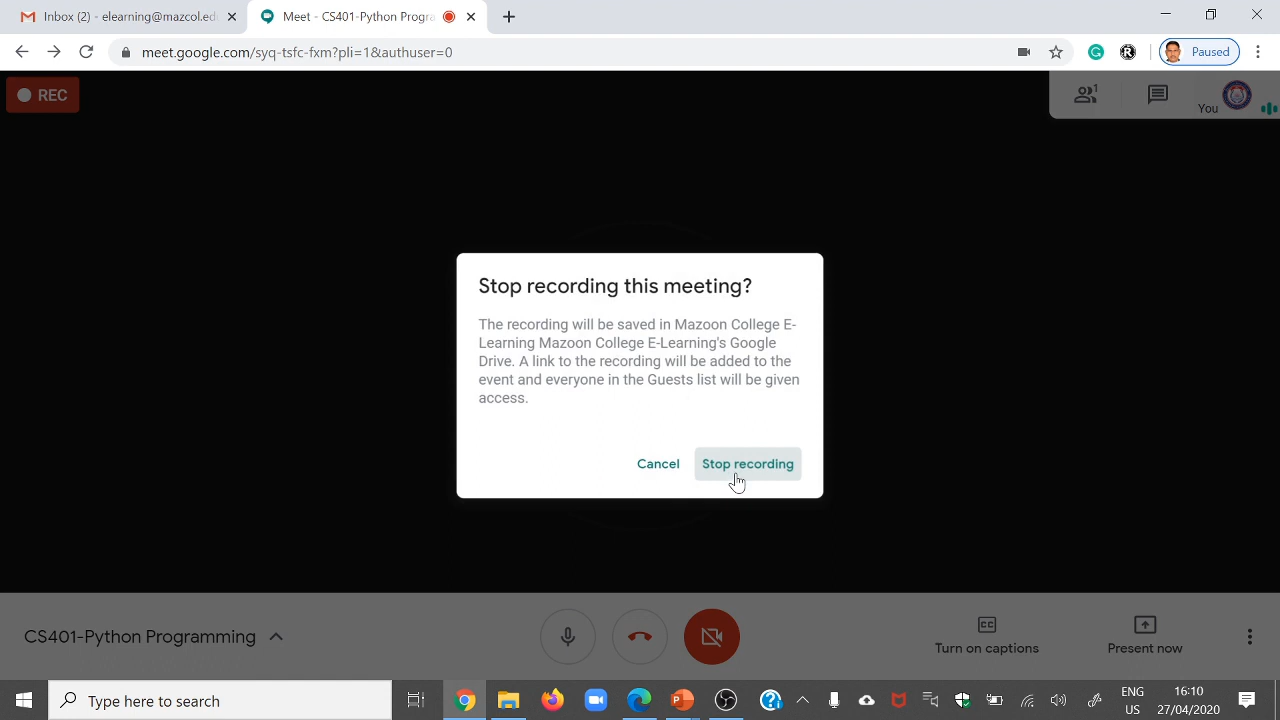 Inbox (2) - elearning@mazcol.ed
Meet - CS401-Python Progra
meet.google.com/syq-tsfc-fxm?pli=1&authuser=0
Paused
REC
1
You
Stop recording this meeting?
The recording will be saved in Mazoon College E-
Learning Mazoon College E-Learning's Google
Drive. A link to the recording will be added to the
event and everyone in the Guests list will be given
access.
Cancel
Stop recording
CS401-Python Programming
CC
Turn on captions
Present now
Type here to search
ENG
US
16:10
27/04/2020